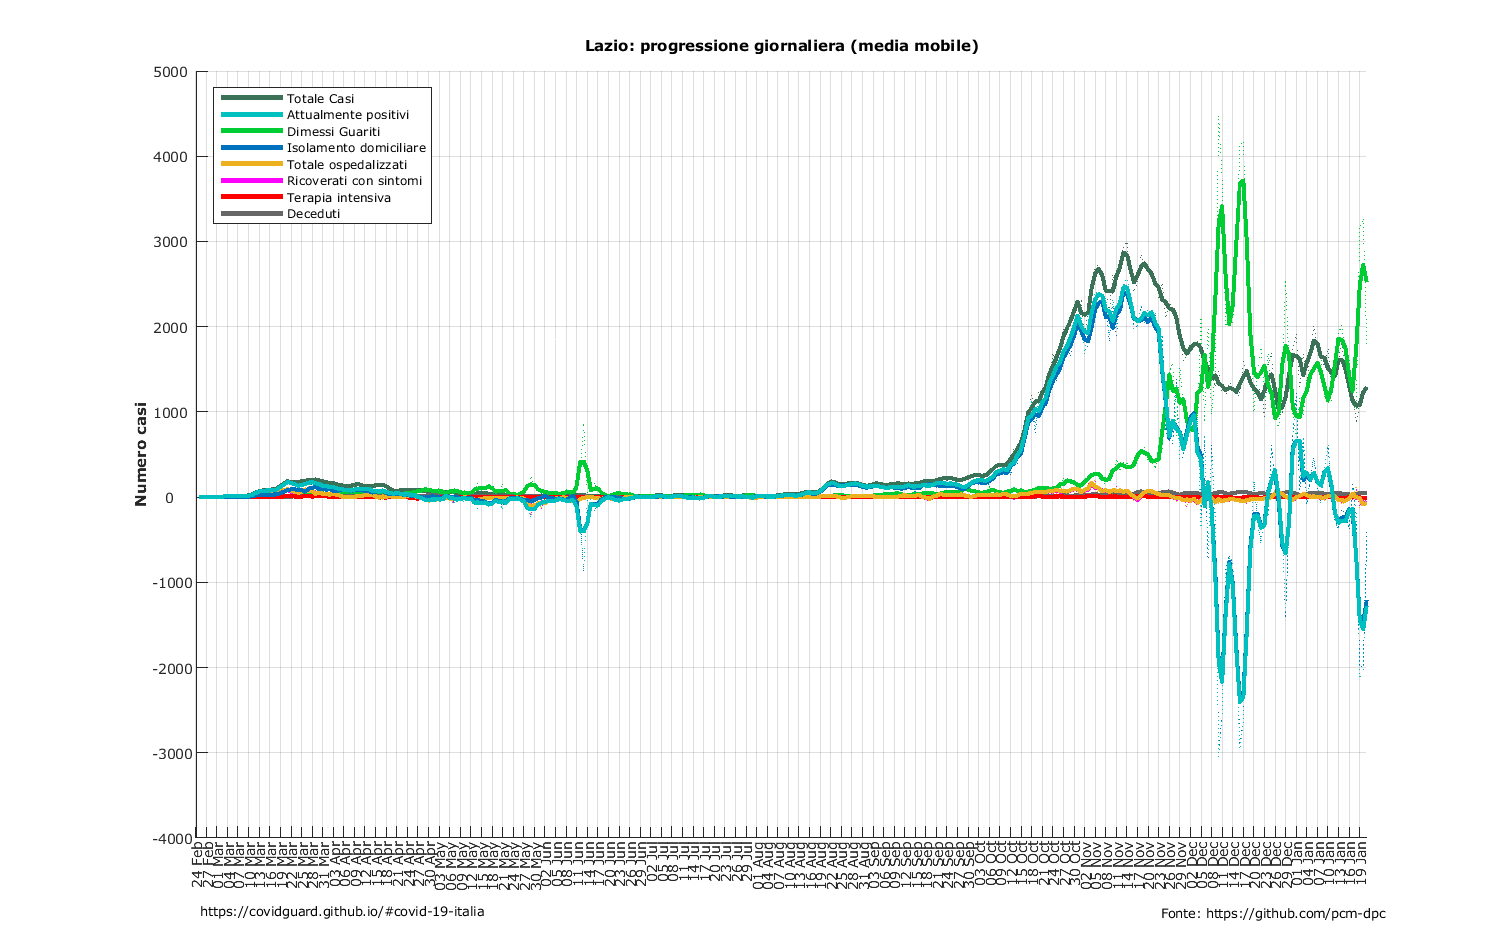 Lazio: progressione giornaliera (media mobile)
5000
4000
3000
2000
1000
0
-1000
-2000
-3000
-4000
Numero casi
Totale Casi
Attualmente positivi
Dimessi Guariti
Isolamento domiciliare
Totale ospedalizzati
Ricoverati con sintomi
Terapia intensiva
Deceduti
24 Feb
27 Feb
01 Mar
04 Mar
07 Mar
10 Mar
13 Mar
16 Mar
19 Mar
22 Mar
25 Mar
28 Mar
31 Mar
03 Apr
06 Apr
09 Apr
12 Apr
15 Apr
18 Apr
21 Apr
24 Apr
27 Apr
30 Apr
03 May
06 May
09 May
12 May
15 May
18 May
21 May
24 May
27 May
30 May
02 Jun
05 Jun
08 Jun
11 Jun
14 Jun
17 Jun
20 Jun
23 Jun
26 Jun
29 Jun
02 Jul
05 Jul
08 Jul
11 Jul
14 Jul
17 Jul
20 Jul
23 Jul
26 Jul
29 Jul
01 Aug
04 Aug
07 Aug
10 Aug
13 Aug
16 Aug
19 Aug
22 Aug
25 Aug
28 Aug
31 Aug
03 Sep
06 Sep
09 Sep
12 Sep
15 Sep
18 Sep
21 Sep
24 Sep
27 Sep
30 Sep
03 Oct
06 Oct
09 Oct
12 Oct
15 Oct
18 Oct
21 Oct
24 Oct
27 Oct
30 Oct
02 Nov
05 Nov
08 Nov
11 Nov
14 Nov
17 Nov
20 Nov
23 Nov
26 Nov
29 Nov
02 Dec
05 Dec
08 Dec
11 Dec
14 Dec
17 Dec
20 Dec
23 Dec
26 Dec
29 Dec
01 Jan
04 Jan
07 Jan
10 Jan
13 Jan
16 Jan
19 Jan
https://covidguard.github.io/#covid-19-italia
Fonte: https://github.com/pcm-dpc